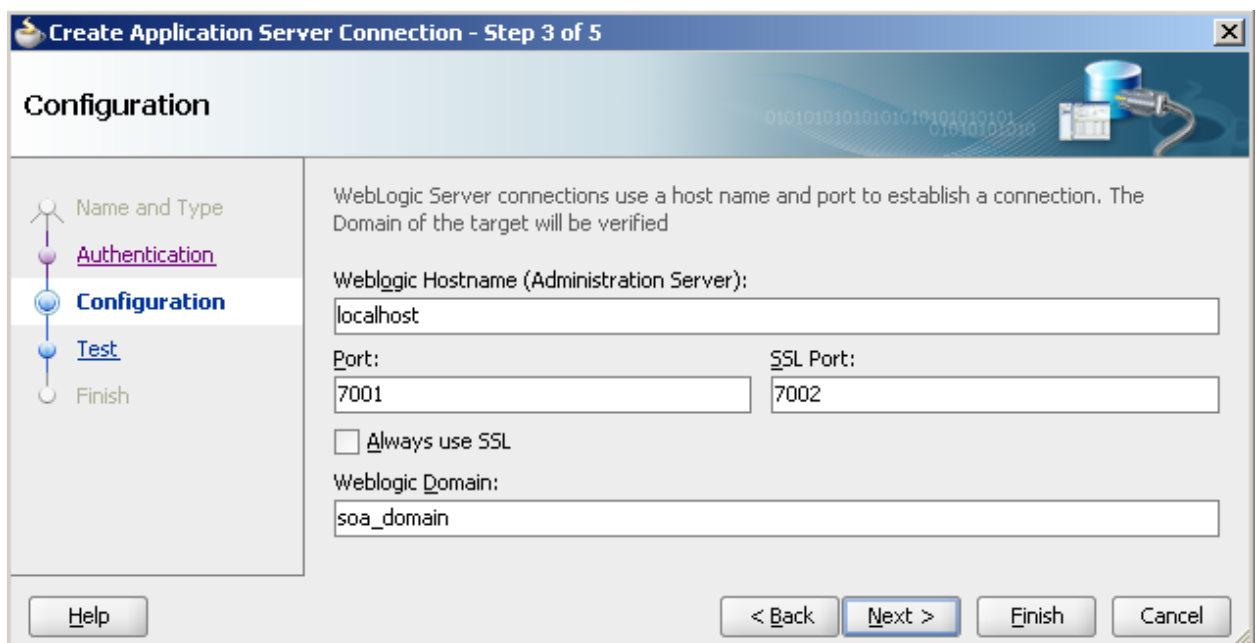 Create Application Server Connection - Step 3 of 5
Configuration
010101010101010101010101010101
01010101010
Name and Type
Authentication
Configuration
Test
Finish
WebLogic Server connections use a host name and port to establish a connection. The
Domain of the target will be verified
Weblogic Hostname (Administration Server):
localhost
Port:
SSL Port:
7001
7002
Always use SSL
Weblogic Domain:
soa_domain
Help
< Back
Next >
Finish
Cancel